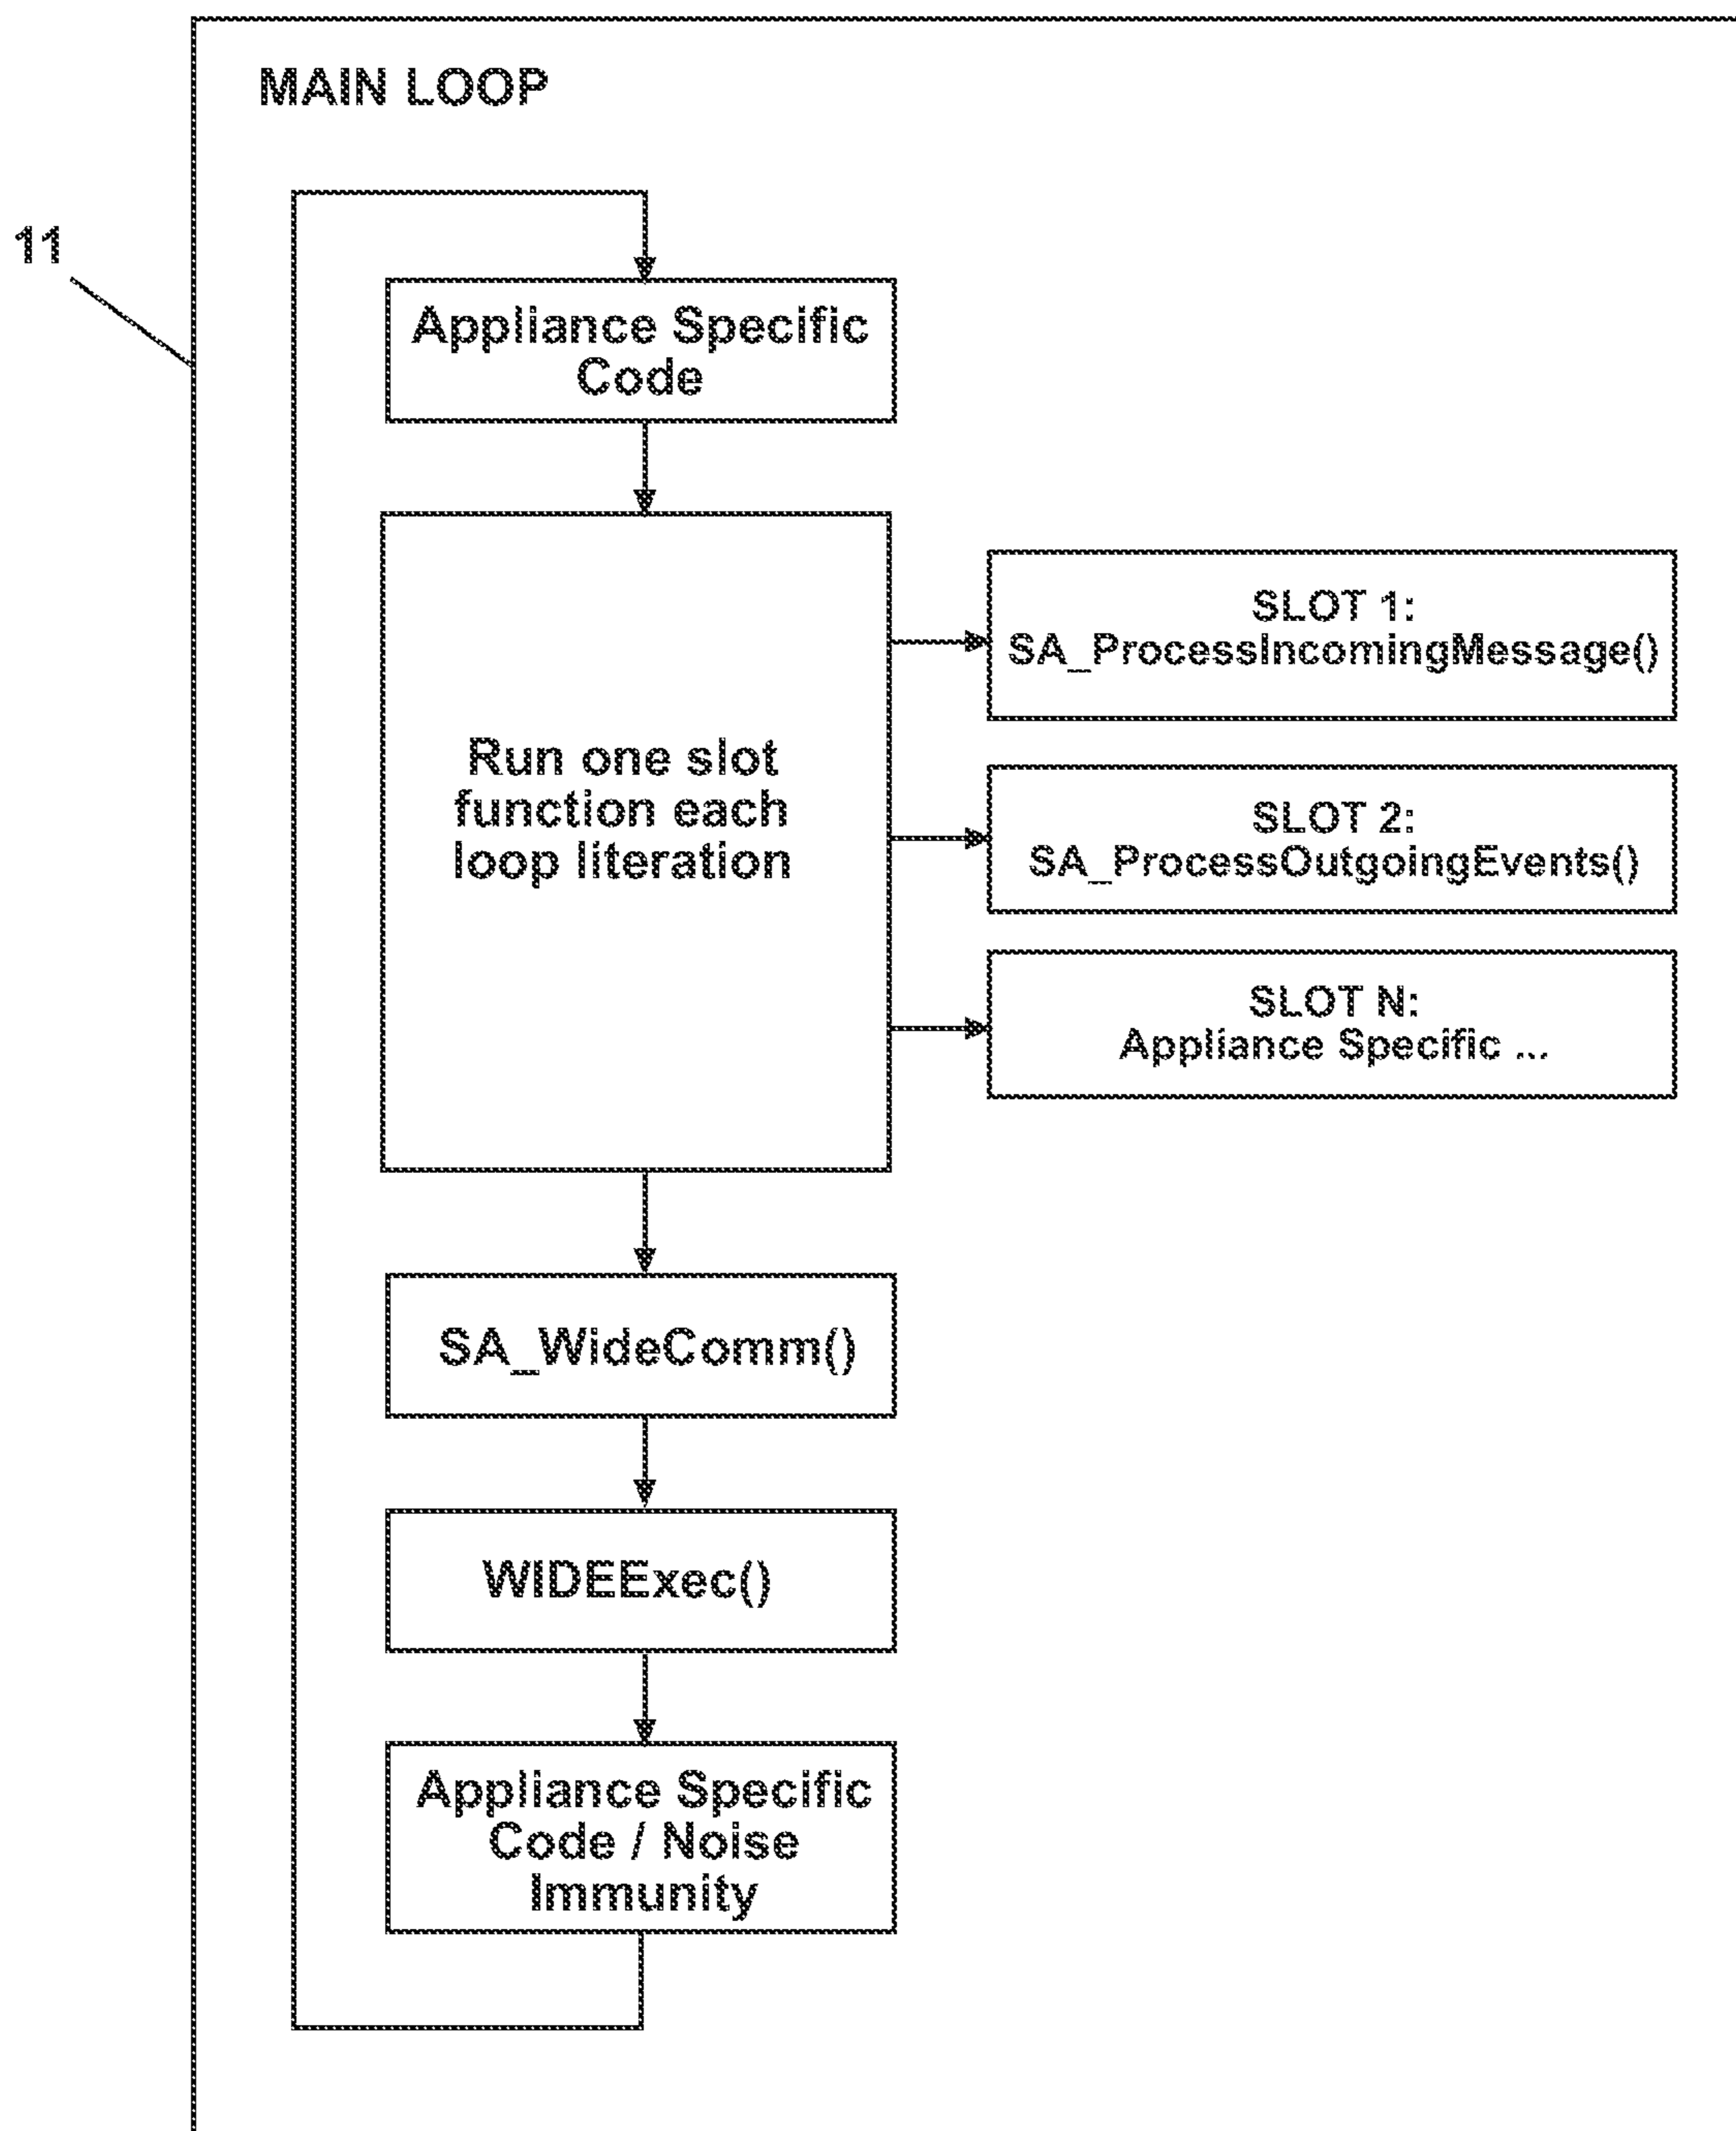 MAIN LOOP
11
Appliance Specific
Code
Run one slot
function each
loop literation
SLOT 1:
SA_ProcessIncomingMessage()
SLOT 2:
SA_ProcessOutgoingEvents()
SLOT N:
Appliance Specific ...
SA_WideComm()
WIDEExec()
Appliance Specific
Code / Noise
Immunity